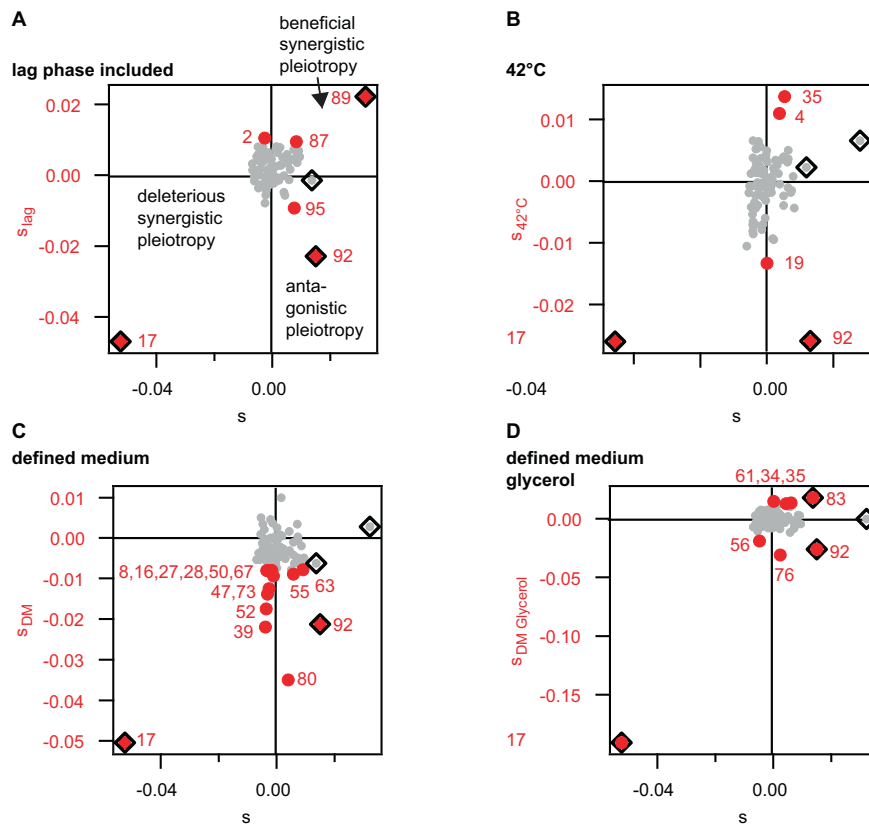 A
lag phase included
beneficial
synergistic
pleiotropy
89
2
87
95
92
17
deleterious
synergistic
pleiotropy
anta-
gonistic
pleiotropy
0.02
0.00
-0.02
-0.04
s lag
-0.04
0.00
s
B
42°C
35
4
19
17
92
0.01
0.00
-0.01
-0.02
s 42°C
-0.04
0.00
s
C
defined medium
8,16,27,28,50,67
47,73
52
39
55
63
92
80
17
0.01
0.00
-0.01
-0.02
-0.03
-0.04
-0.05
s DM
-0.04
0.00
s
D
defined medium
glycerol
61,34,35
83
56
92
76
17
0.00
-0.05
-0.10
-0.15
s DM Glycerol
-0.04
0.00
s